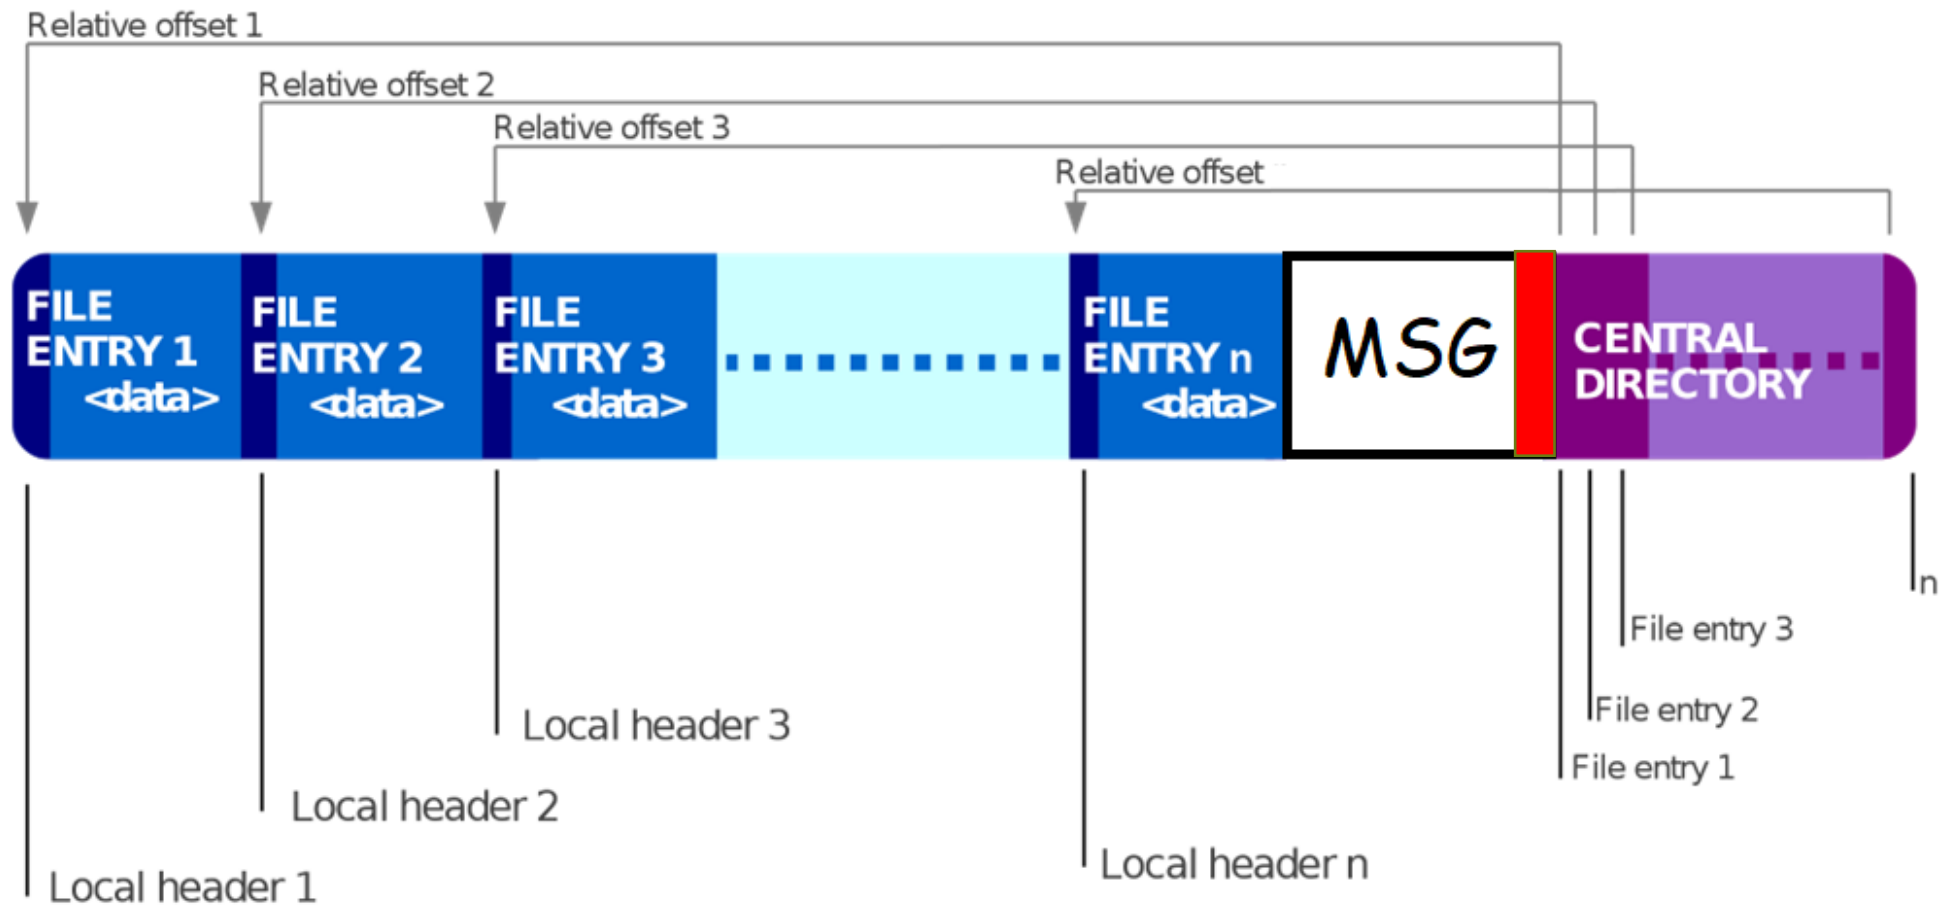 Relative offset 1
Relative offset 2
Relative offset 3
Relative offset
FILE
ENTRY 1
<data>
FILE
ENTRY 2
<data>
FILE
ENTRY 3
<data>
FILE
ENTRY n
<data>
MSG
CENTRAL
DIRECTORY
n
File entry 3
File entry 2
File entry 1
Local header 3
Local header 2
Local header n
Local header 1